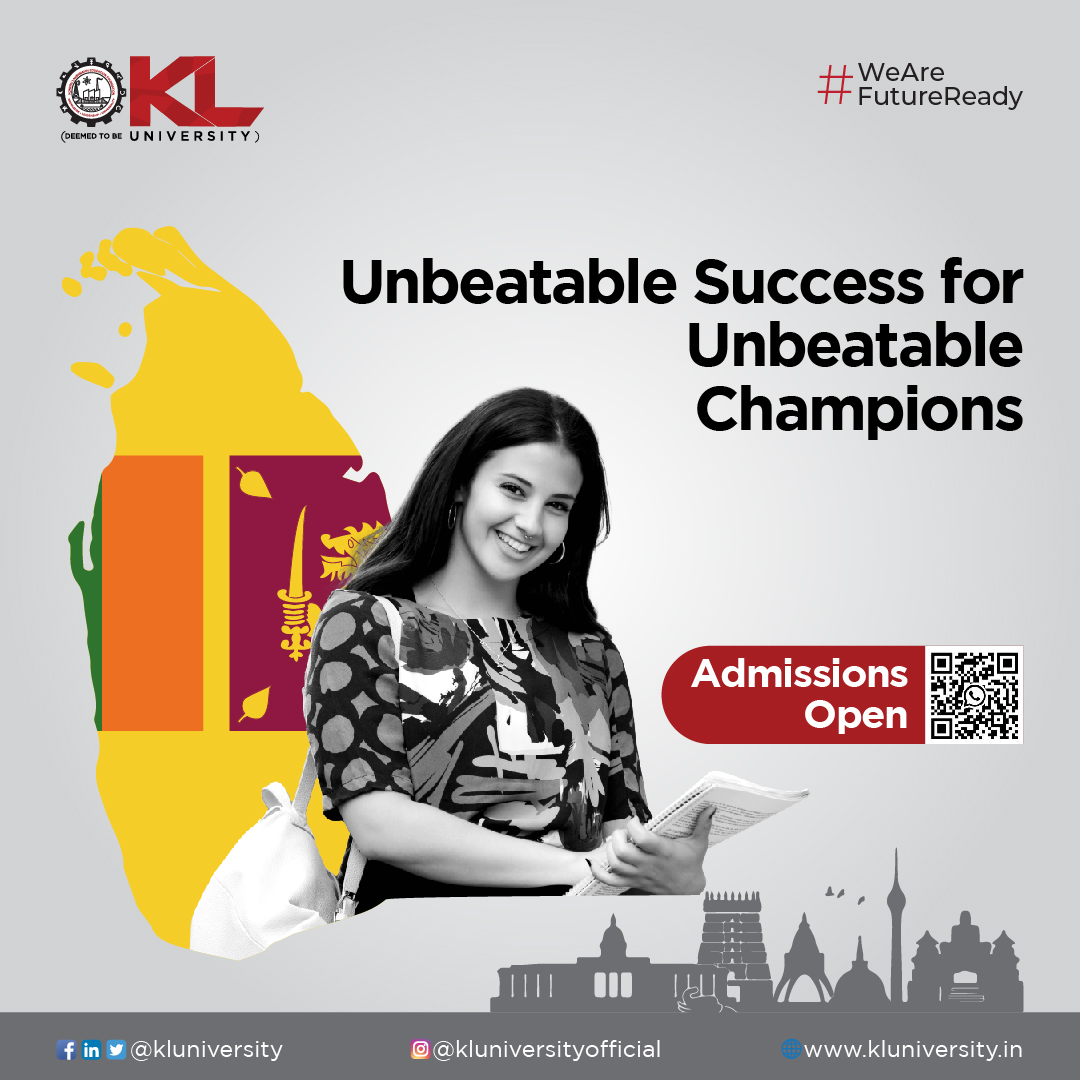 KL
(DEEMED TO BE UNIVERSITY)
#WeAre
FutureReady
Unbeatable Success for
Unbeatable
Champions
Admissions
Open
@kluniversity
@kluniversityofficial
www.kluniversity.in